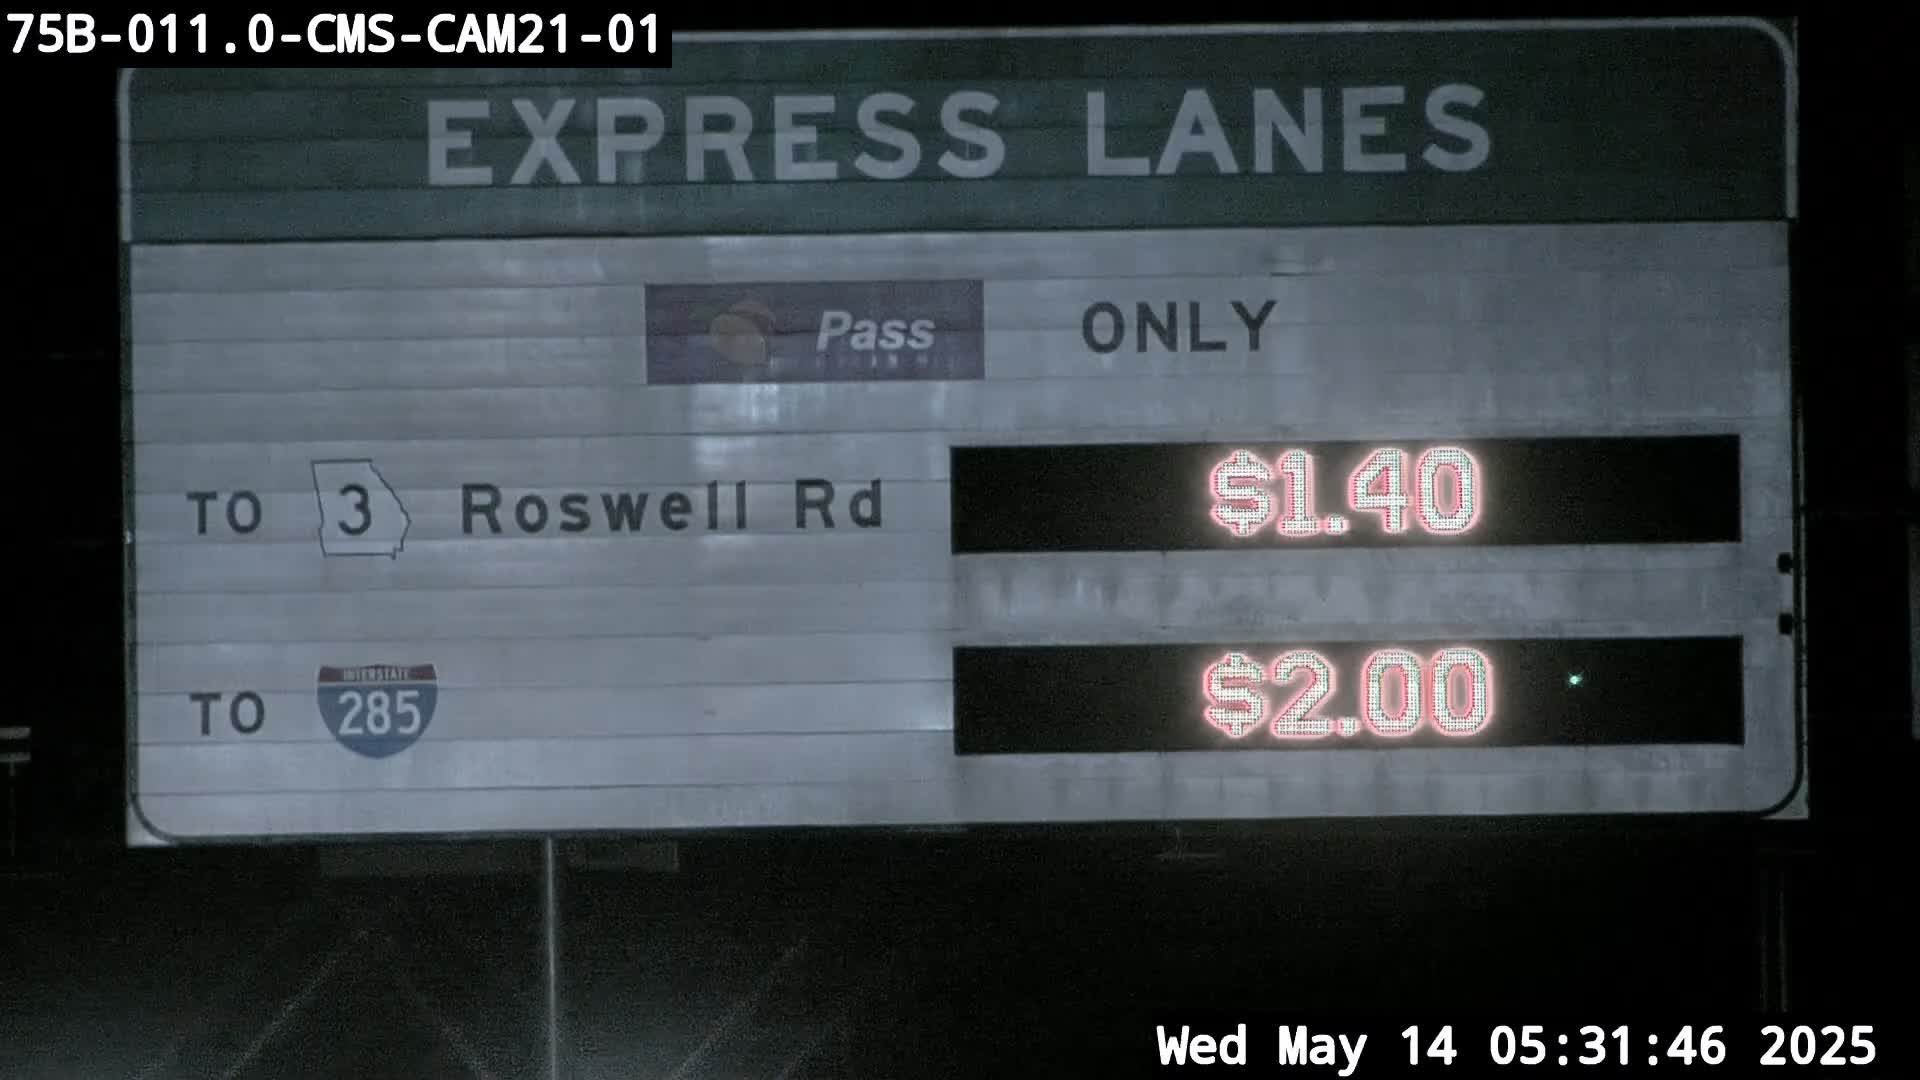 75B-011.0-CMS-CAM21-01
EXPRESS LANES
Pass ONLY
TO 3 Roswell Rd $1.40
TO INTERSTATE 285 $2.00
Wed May 14 05:31:46 2025